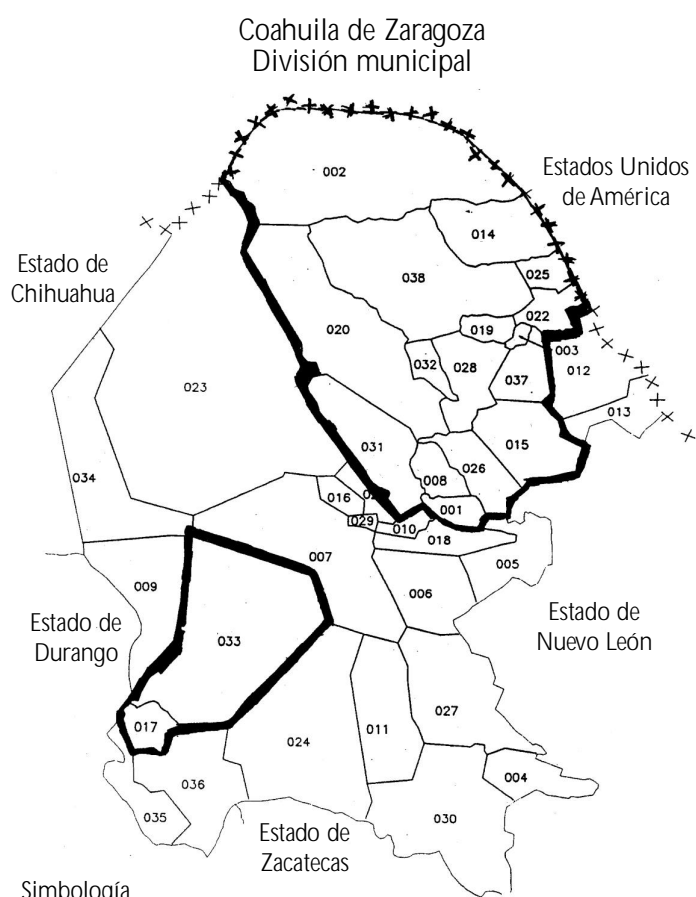 Coahuila de Zaragoza
División municipal
002
Estados Unidos
de América
014
Estado de
Chihuahua
038
025
020
022
019
003
032
028
012
037
023
013
031
015
034
026
008
016
001
029
010
018
007
005
009
006
Estado de
Nuevo León
Estado de
Durango
033
027
017
011
024
004
036
035
030
Estado de
Zacatecas
Simbología